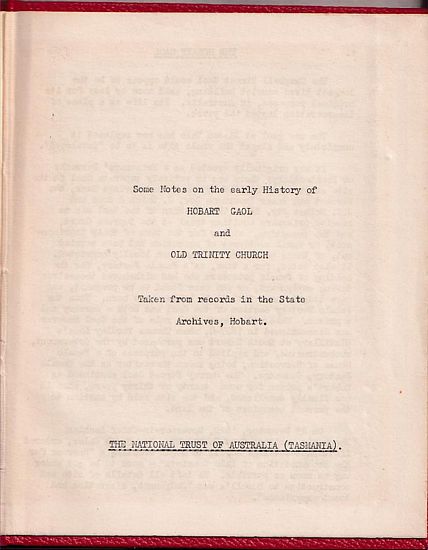 Some Notes on the early History of
HOBART GAOL
and
OLD TRINITY CHURCH
Taken from records in the State
Archives, Hobart.
THE NATIONAL TRUST OF AUSTRALIA (TASMANIA).